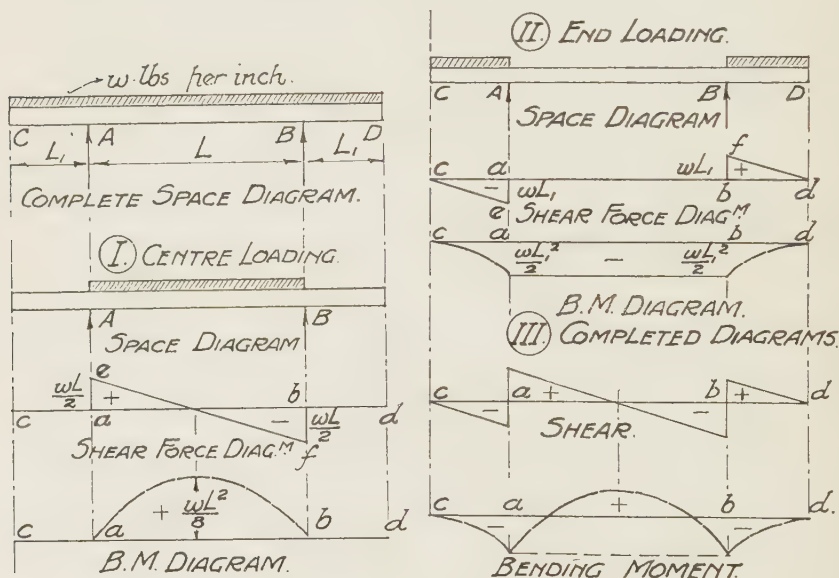 w lbs per inch.
C A B D
L₁ L L₁
COMPLETE SPACE DIAGRAM.
I. CENTRE LOADING.
A B
SPACE DIAGRAM
e
wL/2
c a + b − d
wL/2
SHEAR FORCE DIAGᴹ f
c a + wL²/8 b d
B.M. DIAGRAM.
II. END LOADING.
C A B D
SPACE DIAGRAM
f
c a wL₁ + d
− wL₁ b
e
SHEAR FORCE DIAGᴹ
c a b d
wL₁²/2 − wL₁²/2
B.M. DIAGRAM.
III. COMPLETED DIAGRAMS.
c − a + − b + d
SHEAR.
c − a + b − d.
BENDING MOMENT.